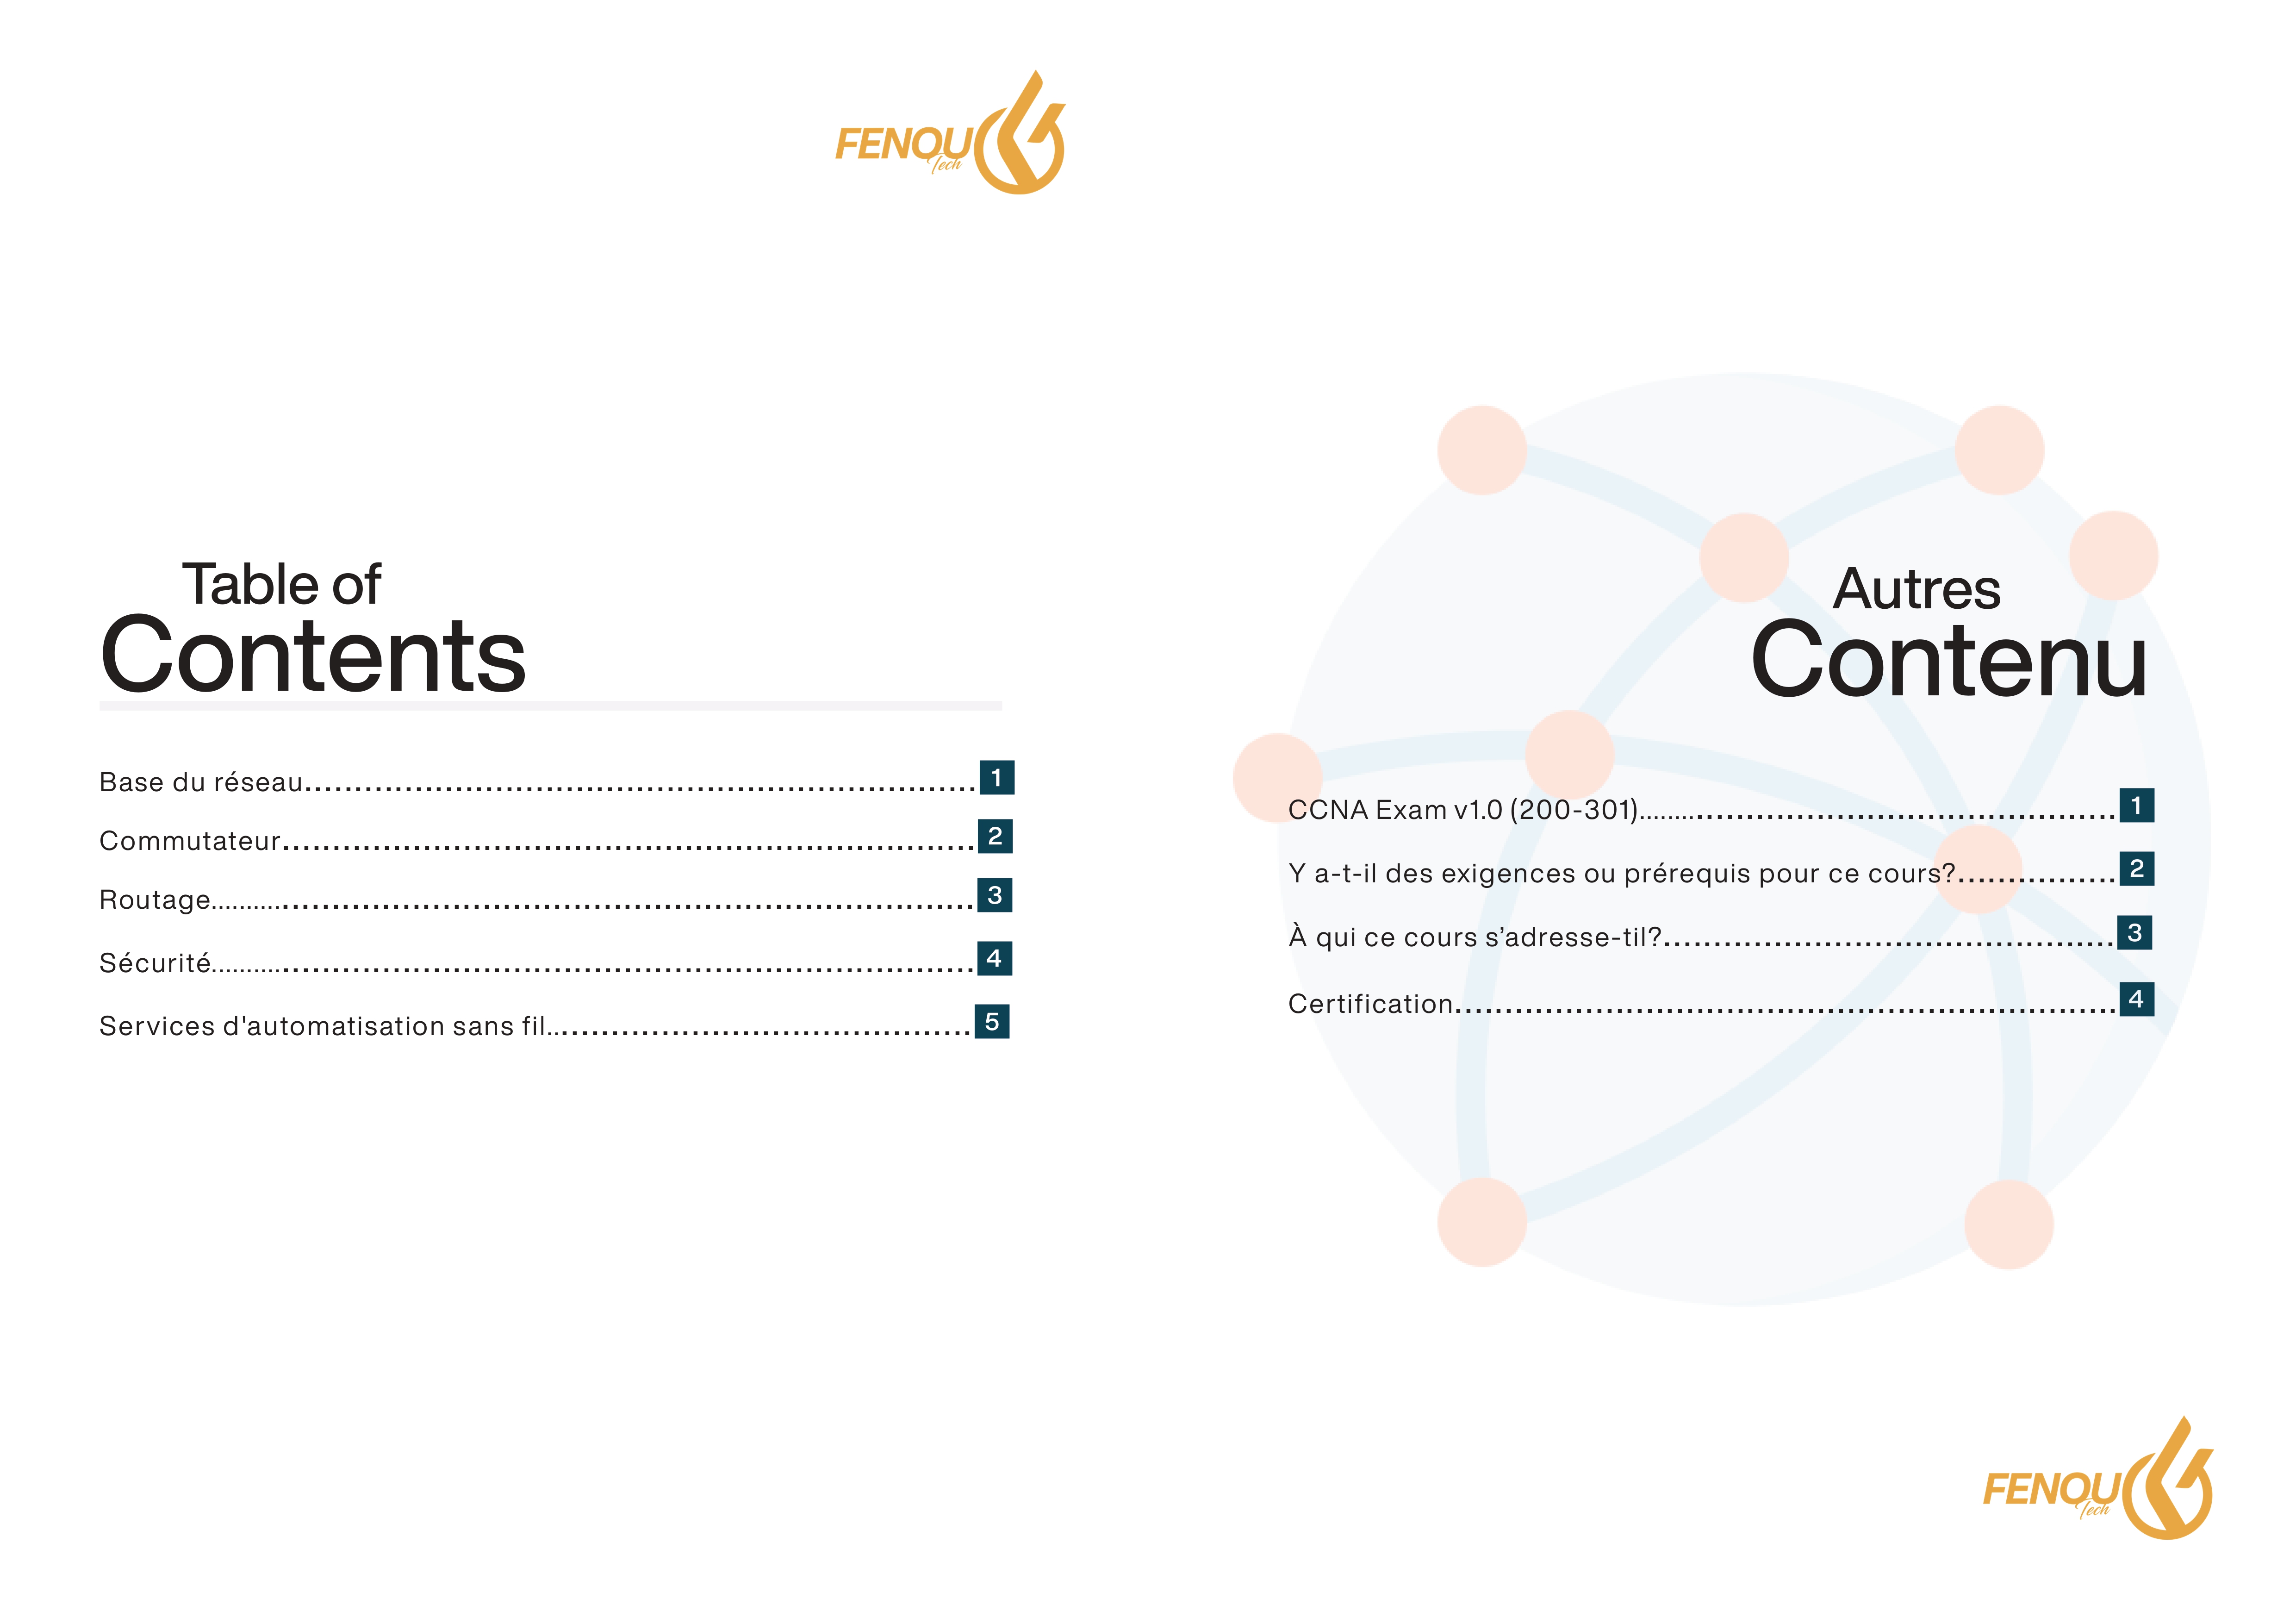 FENOU
Tech
Table of
Contents
Base du réseau.......................................................................... 1
Commutateur.......................................................................... 2
Routage.......................................................................... 3
Sécurité.......................................................................... 4
Services d'automatisation sans fil.................................................. 5
Autres
Contenu
CCNA Exam v1.0 (200-301).................................................. 1
Y a-t-il des exigences ou prérequis pour ce cours?................ 2
À qui ce cours s’adresse-til?.................................................. 3
Certification.................................................................. 4
FENOU
Tech